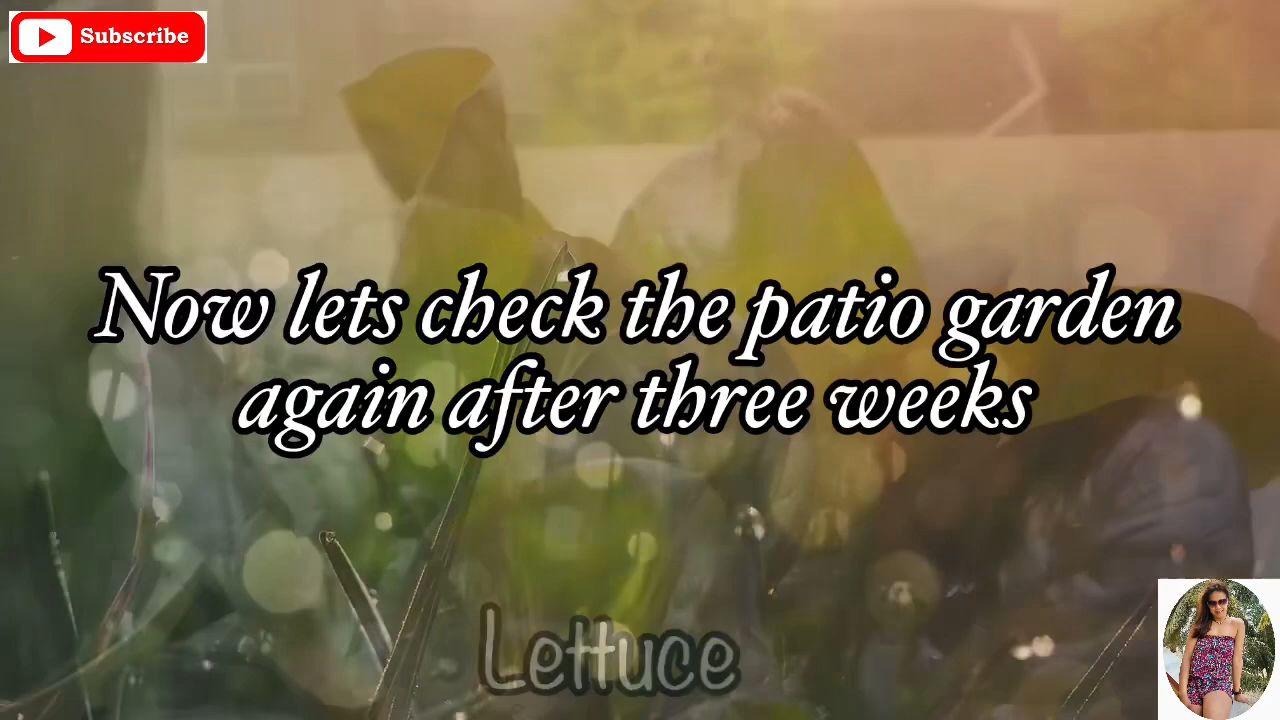 Subscribe
Now lets check the patio garden
again after three weeks
Lettuce